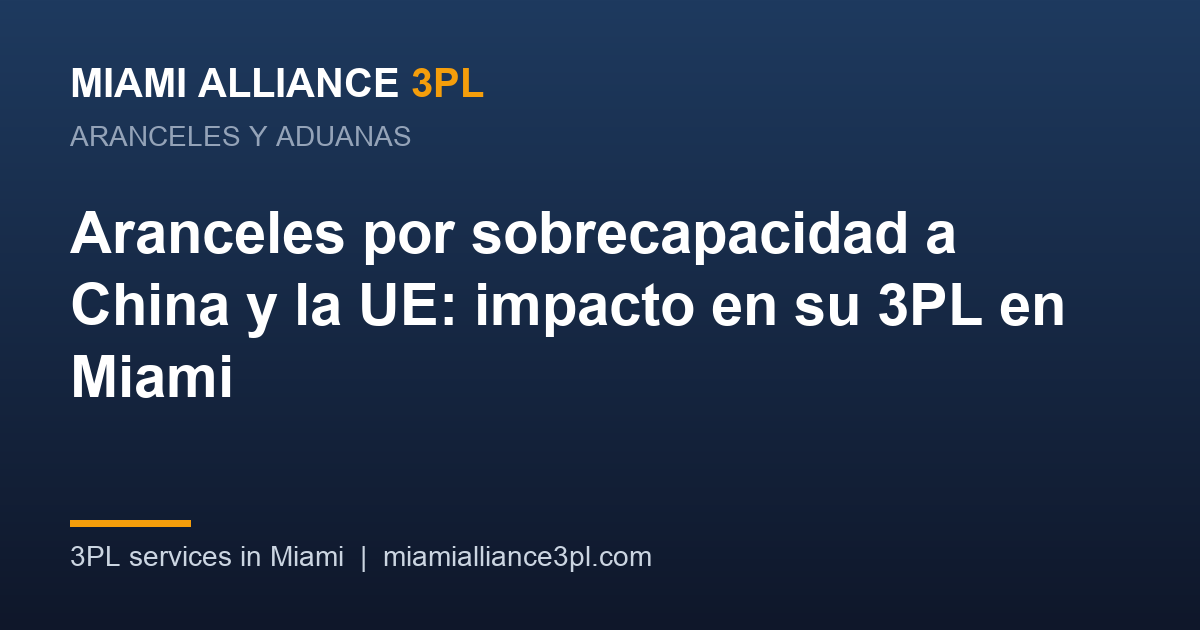 MIAMI ALLIANCE 3PL
ARANCELES Y ADUANAS
Aranceles por sobrecapacidad a
China y la UE: impacto en su 3PL en
Miami
3PL services in Miami | miamialliance3pl.com